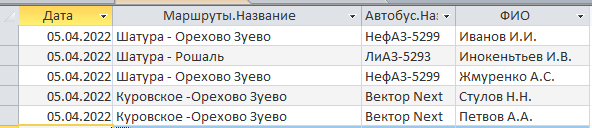 Дата Маршруты.Название Автобус.Наз ФИО
05.04.2022 Шатура - Орехово Зуево НефАЗ-5299 Иванов И.И.
05.04.2022 Шатура - Рошаль ЛиАЗ-5293 Инокентьев И.В.
05.04.2022 Шатура - Орехово Зуево НефАЗ-5299 Жмуренко А.С.
05.04.2022 Куровское -Орехово Зуево Вектор Next Стулов Н.Н.
05.04.2022 Куровское -Орехово Зуево Вектор Next Петвов А.А.